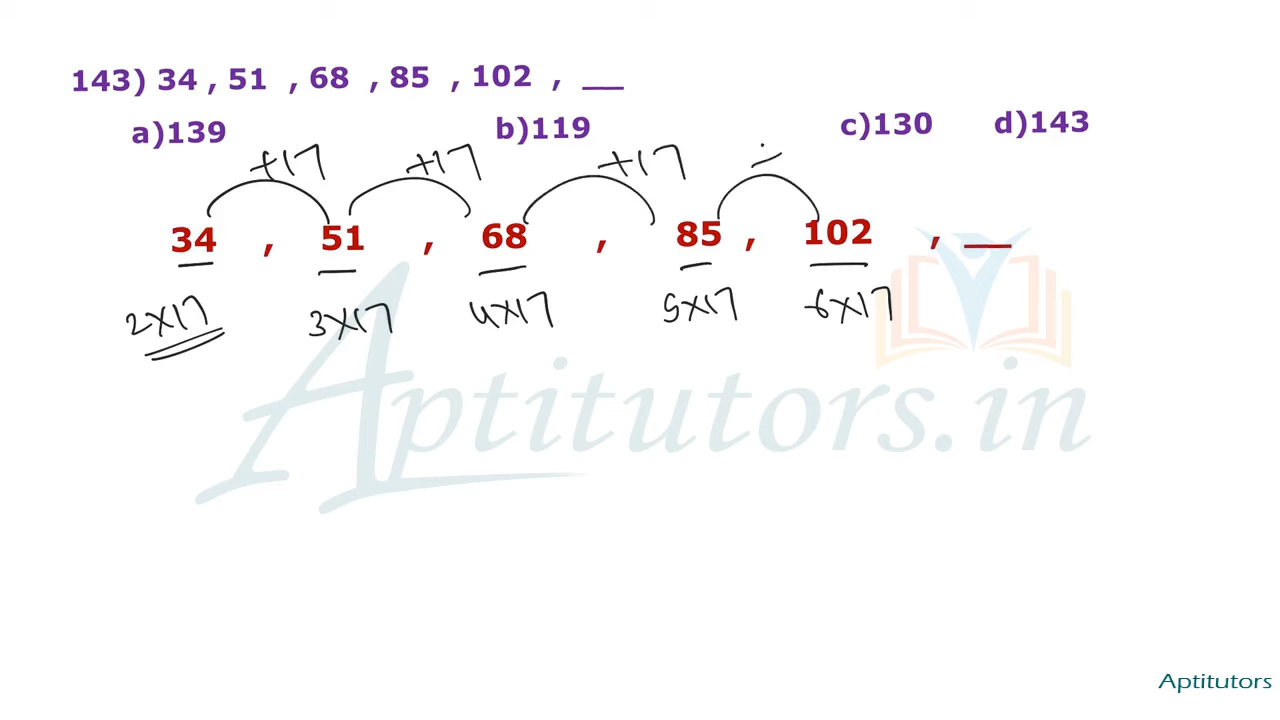 143) 34 , 51 , 68 , 85 , 102 , __
a)139 b)119 c)130 d)143
+17 +17 +17 ÷
34 , 51 , 68 , 85 , 102 , __
2×17 3×17 4×17 5×17 6×17
Aptitutors.in
Aptitutors